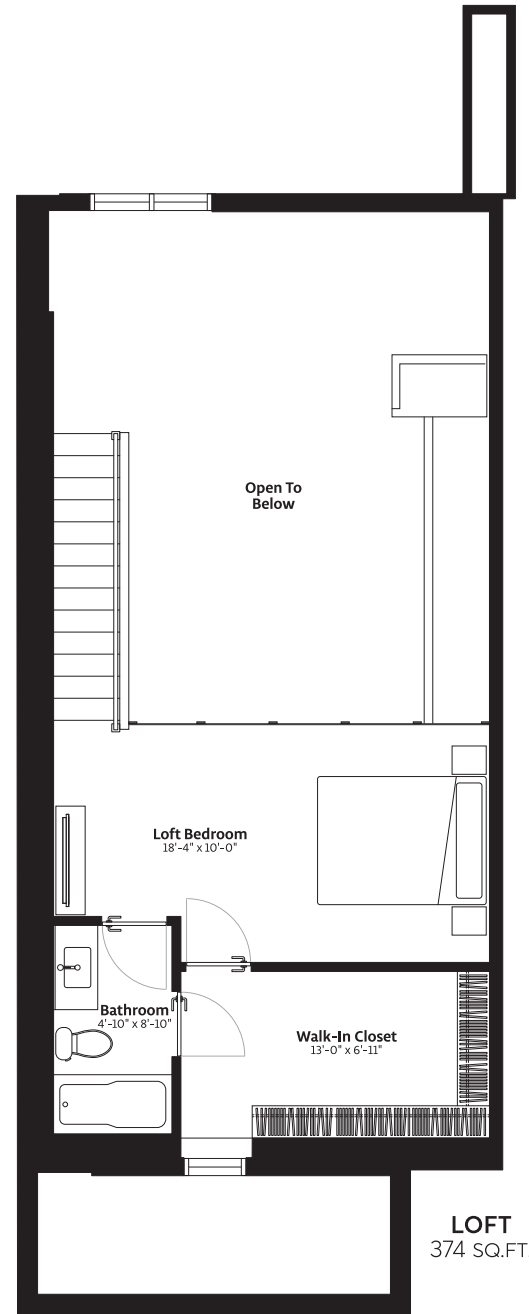 Open To
Below
Loft Bedroom
18'-4" x 10'-0"
Bathroom
4'-10" x 8'-10"
Walk-In Closet
13'-0" x 6'-11"
LOFT
374 SQ.FT